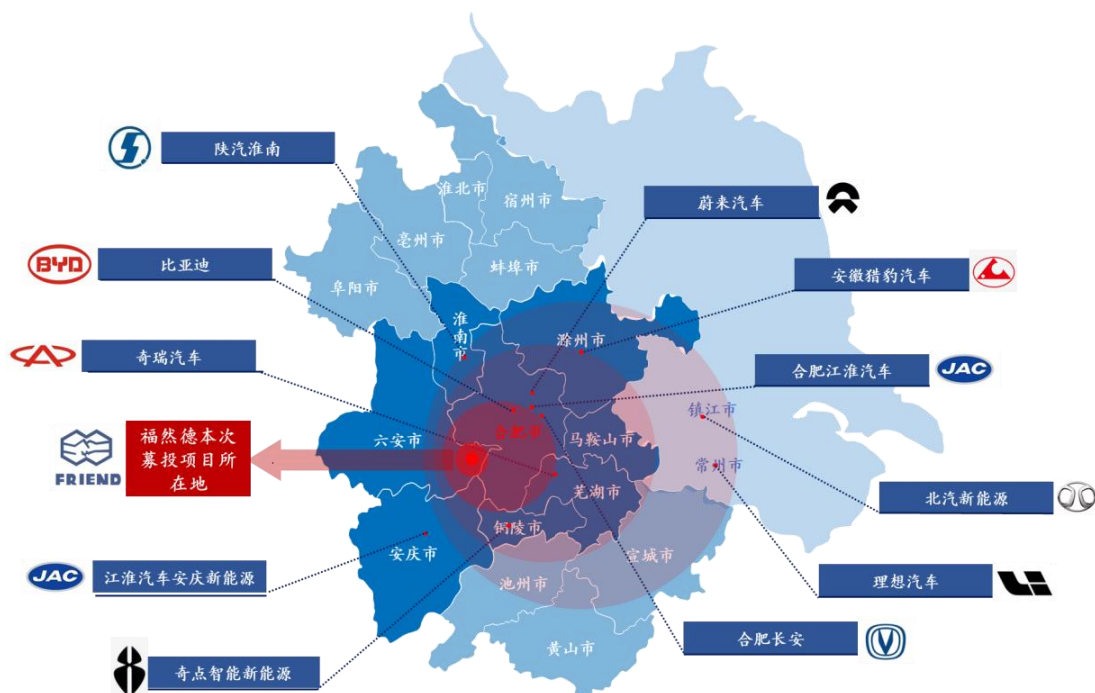 陕汽淮南
蔚来汽车
淮北市
宿州市
亳州市
BYD
比亚迪
蚌埠市
安徽猎豹汽车
阜阳市
淮南市
滁州市
奇瑞汽车
合肥江淮汽车
JAC
镇江市
合肥市
福然德本次
募投项目所
在地
FRIEND
六安市
马鞍山市
常州市
芜湖市
北汽新能源
铜陵市
安庆市
宣城市
JAC
江淮汽车安庆新能源
池州市
理想汽车
合肥长安
黄山市
奇点智能新能源